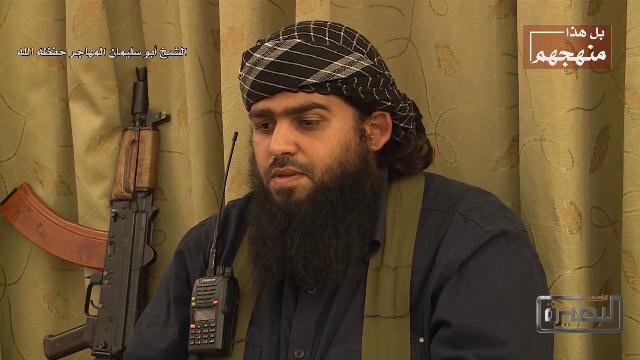 الشيخ أبو سليمان المهاجر حفظه الله
بل هذا
منهجهم
البصيرة